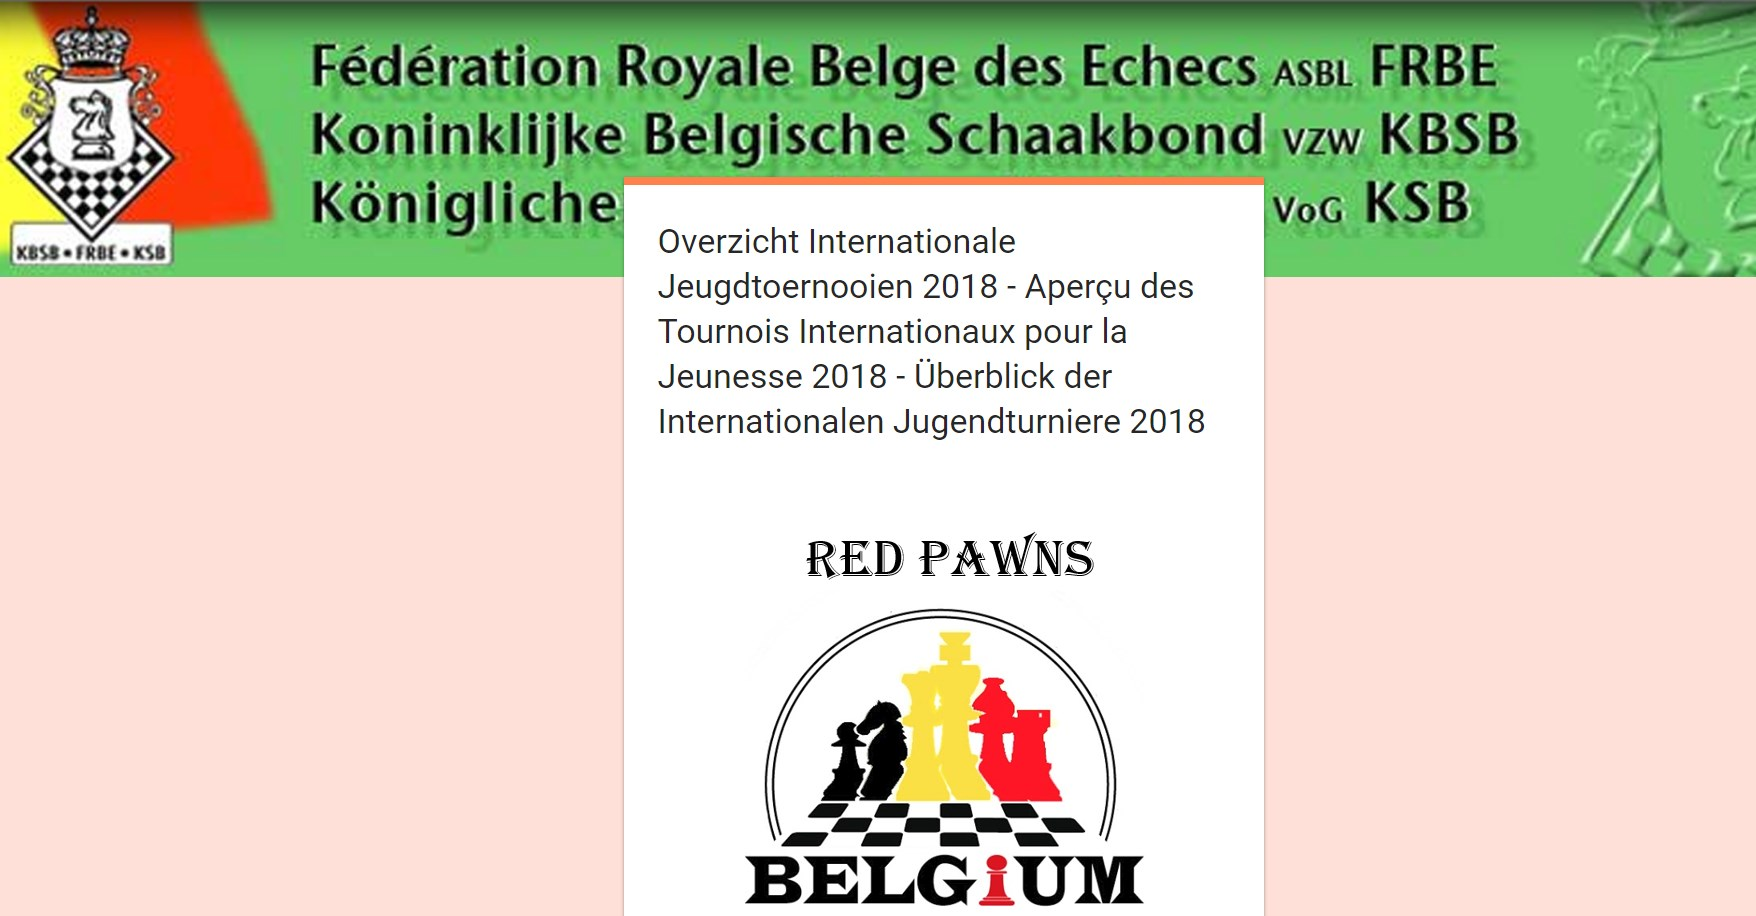 Fédération Royale Belge des Echecs ASBL FRBE
Koninklijke Belgische Schaakbond VZW KBSB
Königliche VoG KSB
KBSB • FRBE • KSB
Overzicht Internationale
Jeugdtoernooien 2018 - Aperçu des
Tournois Internationaux pour la
Jeunesse 2018 - Überblick der
Internationalen Jugendturniere 2018
RED PAWNS
BELGIUM